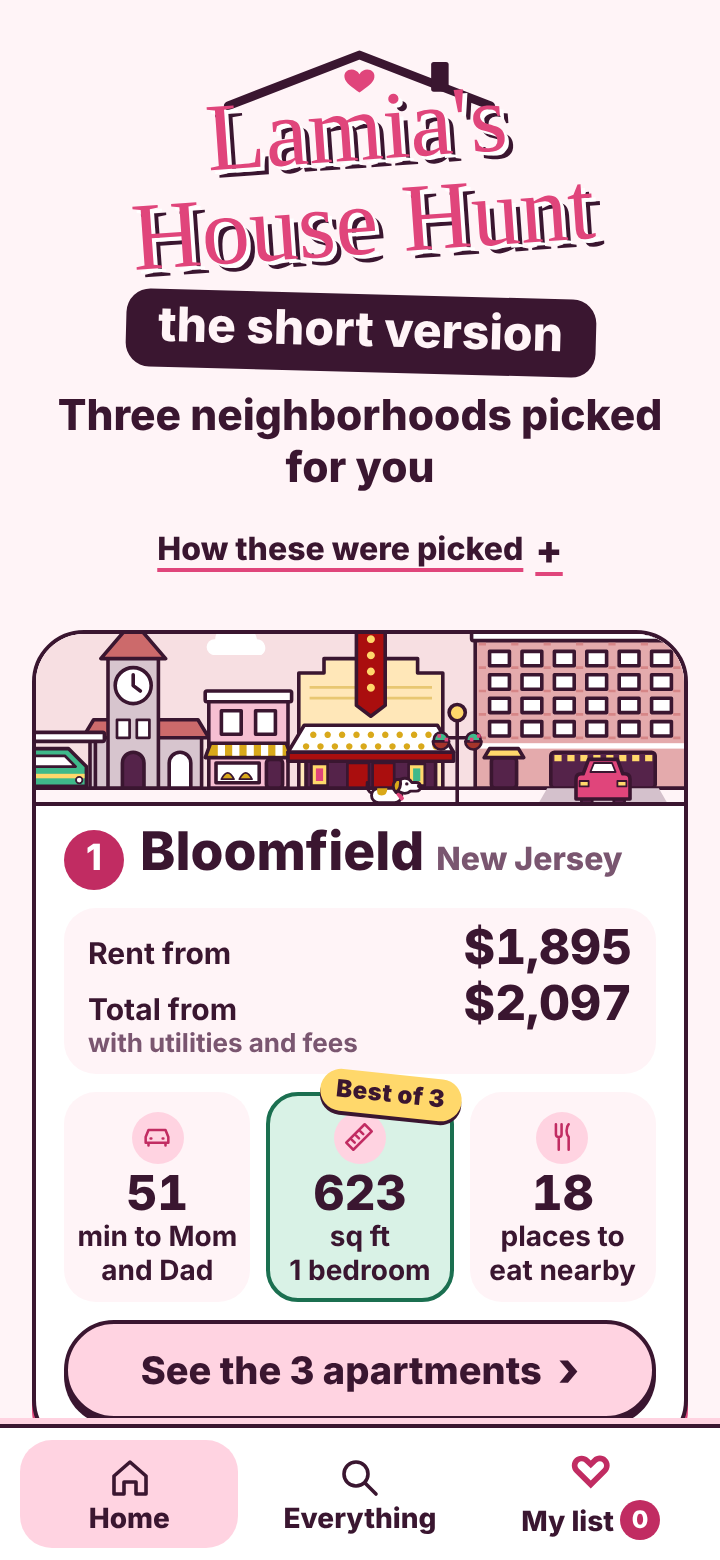 Lamia's
House Hunt
the short version
Three neighborhoods picked
for you
How these were picked +
1 Bloomfield New Jersey
Rent from $1,895
Total from $2,097
with utilities and fees
Best of 3
51
min to Mom
and Dad
623
sq ft
1 bedroom
18
places to
eat nearby
See the 3 apartments ›
Home
Everything
My list 0